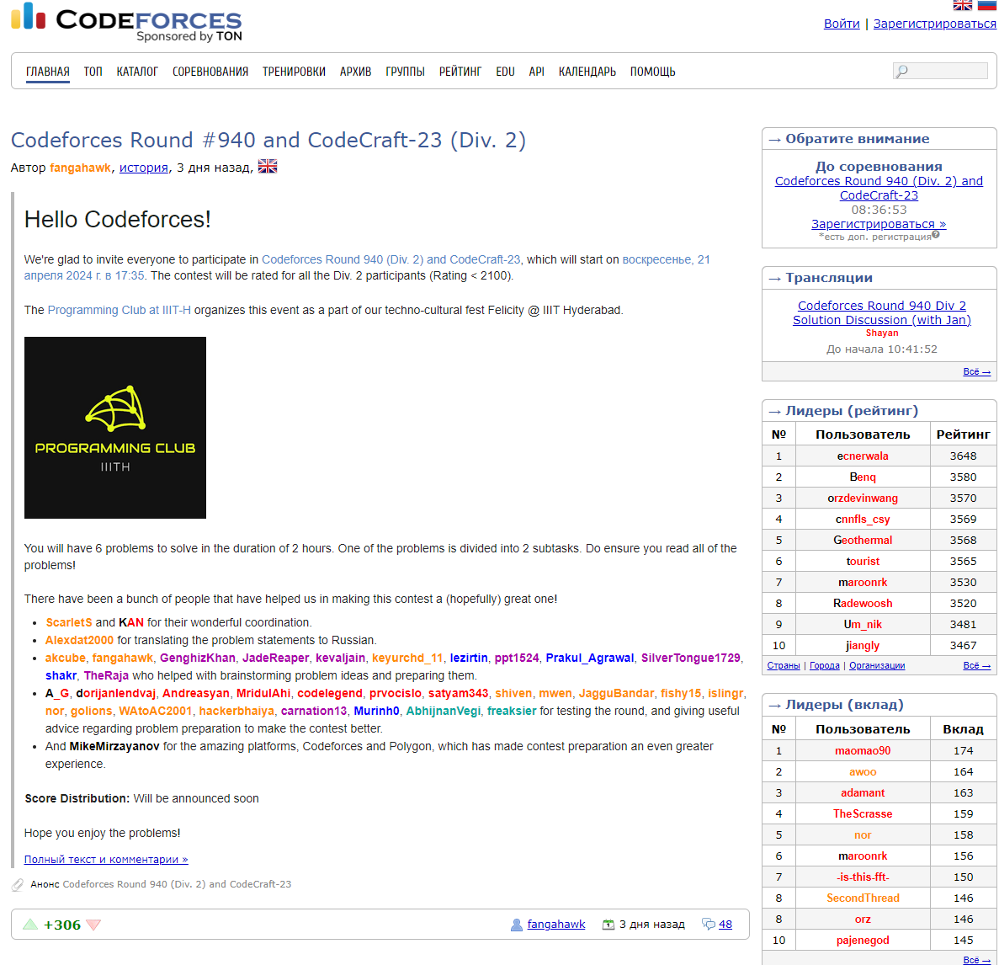 CODEFORCES
Sponsored by TON
Войти | Зарегистрироваться
ГЛАВНАЯ ТОП КАТАЛОГ СОРЕВНОВАНИЯ ТРЕНИРОВКИ АРХИВ ГРУППЫ РЕЙТИНГ EDU API КАЛЕНДАРЬ ПОМОЩЬ
Codeforces Round #940 and CodeCraft-23 (Div. 2)
Автор fangahawk, история, 3 дня назад,
Hello Codeforces!
We're glad to invite everyone to participate in Codeforces Round 940 (Div. 2) and CodeCraft-23, which will start on воскресенье, 21
апреля 2024 г. в 17:35. The contest will be rated for all the Div. 2 participants (Rating < 2100).
The Programming Club at IIIT-H organizes this event as a part of our techno-cultural fest Felicity @ IIIT Hyderabad.
PROGRAMMING CLUB
IIITH
You will have 6 problems to solve in the duration of 2 hours. One of the problems is divided into 2 subtasks. Do ensure you read all of the
problems!
There have been a bunch of people that have helped us in making this contest a (hopefully) great one!
• ScarletS and KAN for their wonderful coordination.
• Alexdat2000 for translating the problem statements to Russian.
• akcube, fangahawk, GenghizKhan, JadeReaper, kevaljain, keyurchd_11, lezirtin, ppt1524, Prakul_Agrawal, SilverTongue1729,
shakr, TheRaja who helped with brainstorming problem ideas and preparing them.
• A_G, dorijanlendvaj, Andreasyan, MridulAhi, codelegend, prvocislo, satyam343, shiven, mwen, JagguBandar, fishy15, islingr,
nor, golions, WAtoAC2001, hackerbhaiya, carnation13, Murinh0, AbhijnanVegi, freaksier for testing the round, and giving useful
advice regarding problem preparation to make the contest better.
• And MikeMirzayanov for the amazing platforms, Codeforces and Polygon, which has made contest preparation an even greater
experience.
Score Distribution: Will be announced soon
Hope you enjoy the problems!
Полный текст и комментарии »
Анонс Codeforces Round 940 (Div. 2) and CodeCraft-23
+306 fangahawk 3 дня назад 48
→ Обратите внимание
До соревнования
Codeforces Round 940 (Div. 2) and
CodeCraft-23
08:36:53
Зарегистрироваться »
*есть доп. регистрация?
→ Трансляции
Codeforces Round 940 Div 2
Solution Discussion (with Jan)
Shayan
До начала 10:41:52
Всё →
→ Лидеры (рейтинг)
№ Пользователь Рейтинг
1 ecnerwala 3648
2 Benq 3580
3 orzdevinwang 3570
4 cnnfls_csy 3569
5 Geothermal 3568
6 tourist 3565
7 maroonrk 3530
8 Radewoosh 3520
9 Um_nik 3481
10 jiangly 3467
Страны | Города | Организации Всё →
→ Лидеры (вклад)
№ Пользователь Вклад
1 maomao90 174
2 awoo 164
3 adamant 163
4 TheScrasse 159
5 nor 158
6 maroonrk 156
7 -is-this-fft- 150
8 SecondThread 146
8 orz 146
10 pajenegod 145
Всё →